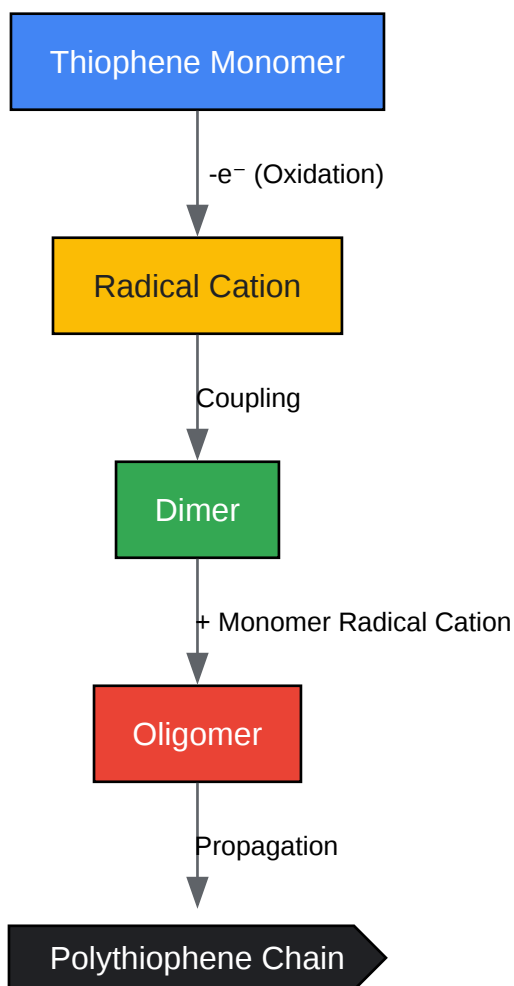 Thiophene Monomer
-e⁻ (Oxidation)
Radical Cation
Coupling
Dimer
+ Monomer Radical Cation
Oligomer
Propagation
Polythiophene Chain